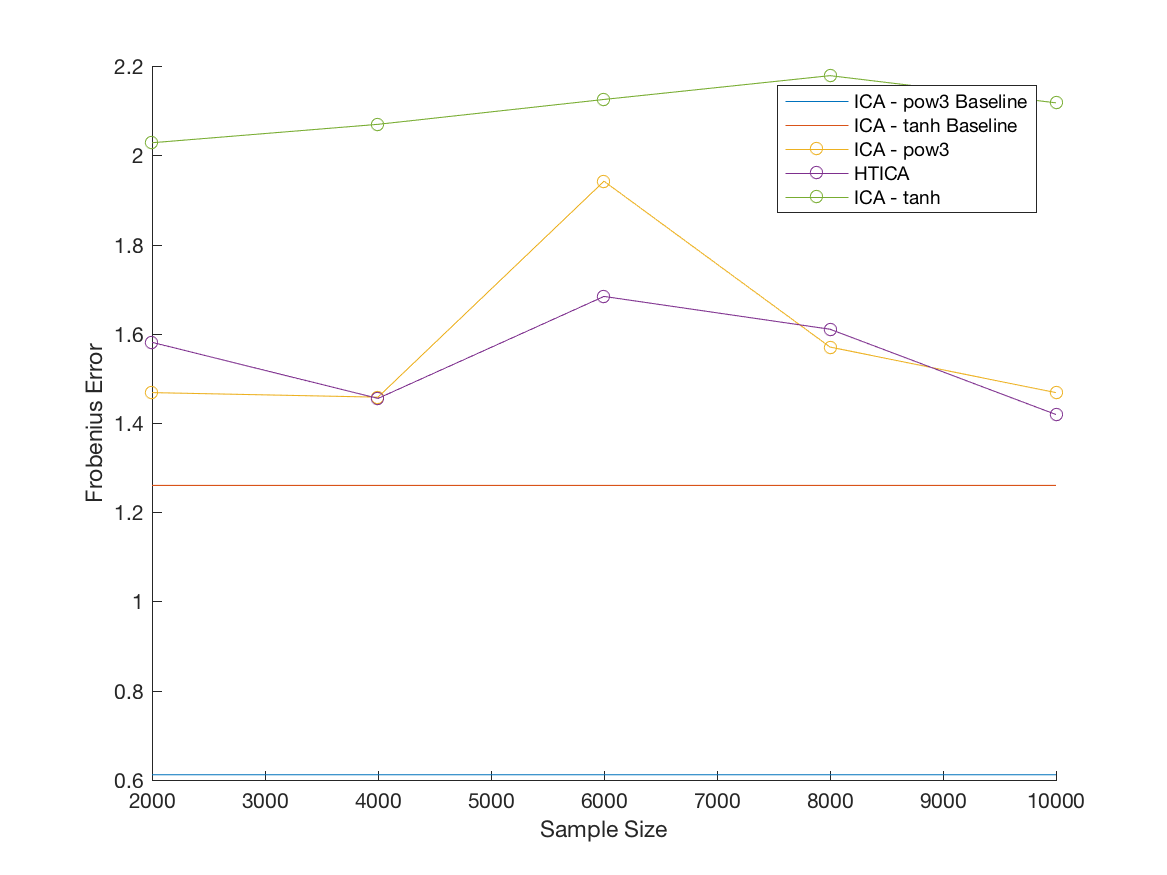 2.2
2
1.8
1.6
1.4
1.2
1
0.8
0.6
Frobenius Error
ICA - pow3 Baseline
ICA - tanh Baseline
ICA - pow3
HTICA
ICA - tanh
2000 3000 4000 5000 6000 7000 8000 9000 10000
Sample Size